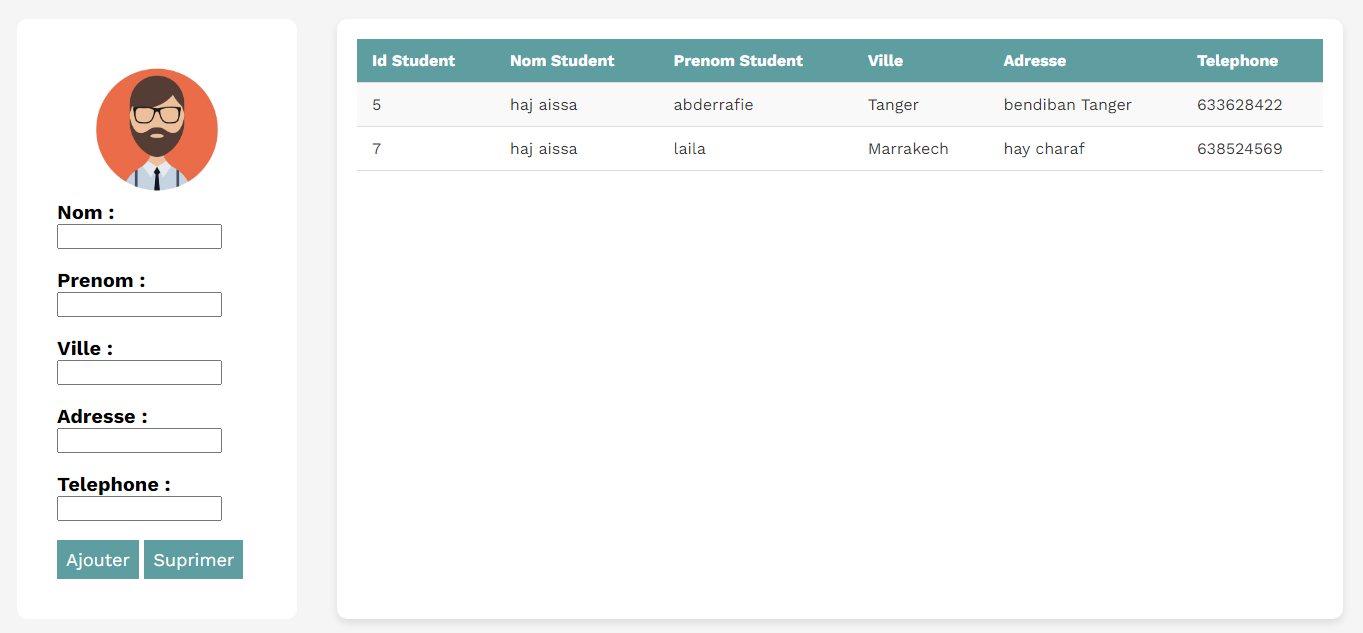 Nom :
Prenom :
Ville :
Adresse :
Telephone :
Ajouter Suprimer
Id Student Nom Student Prenom Student Ville Adresse Telephone
5 haj aissa abderrafie Tanger bendiban Tanger 633628422
7 haj aissa laila Marrakech hay charaf 638524569